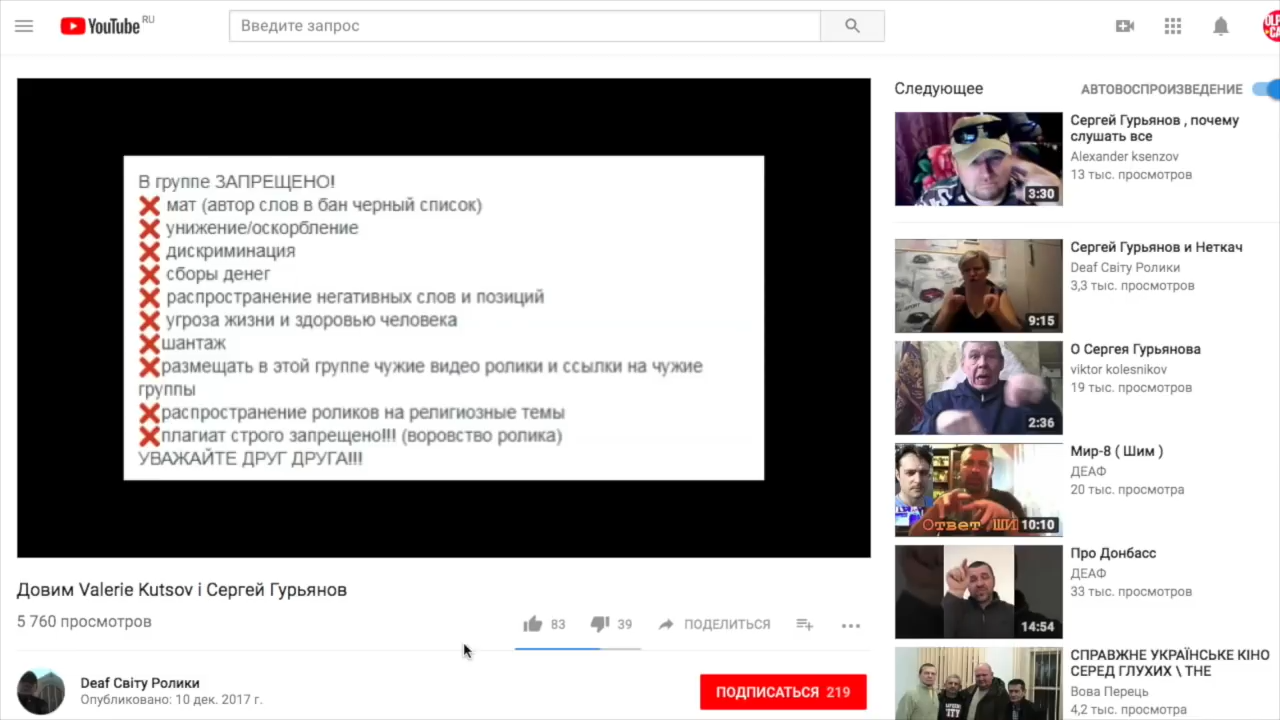 YouTube RU
Введите запрос
В группе ЗАПРЕЩЕНО!
❌ мат (автор слов в бан черный список)
❌ унижение/оскорбление
❌ дискриминация
❌ сборы денег
❌ распространение негативных слов и позиций
❌ угроза жизни и здоровью человека
❌шантаж
❌размещать в этой группе чужие видео ролики и ссылки на чужие
группы
❌распространение роликов на религиозные темы
❌плагиат строго запрещено!!! (воровство ролика)
УВАЖАЙТЕ ДРУГ ДРУГА!!!
Довим Valerie Kutsov і Сергей Гурьянов
5 760 просмотров
83
39
ПОДЕЛИТЬСЯ
Deaf Світу Ролики
Опубликовано: 10 дек. 2017 г.
ПОДПИСАТЬСЯ 219
Следующее
АВТОВОСПРОИЗВЕДЕНИЕ
Сергей Гурьянов , почему
слушать все
Alexander ksenzov
13 тыс. просмотров
3:30
Сергей Гурьянов и Неткач
Deaf Світу Ролики
3,3 тыс. просмотров
9:15
О Сергея Гурьянова
viktor kolesnikov
19 тыс. просмотров
2:36
Мир-8 ( Шим )
ДЕАФ
20 тыс. просмотра
Ответ ШИ
10:10
Про Донбасс
ДЕАФ
33 тыс. просмотров
14:54
СПРАВЖНЕ УКРАЇНСЬКЕ КІНО
СЕРЕД ГЛУХИХ \ THE
Вова Перець
4,2 тыс. просмотра